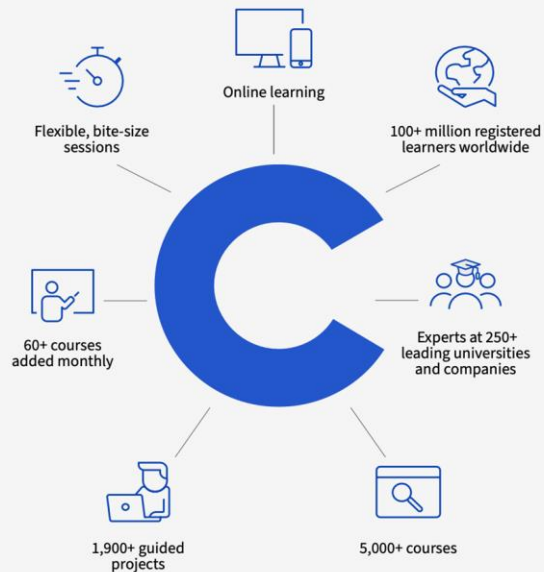 Online learning
Flexible, bite-size
sessions
100+ million registered
learners worldwide
60+ courses
added monthly
Experts at 250+
leading universities
and companies
1,900+ guided
projects
5,000+ courses